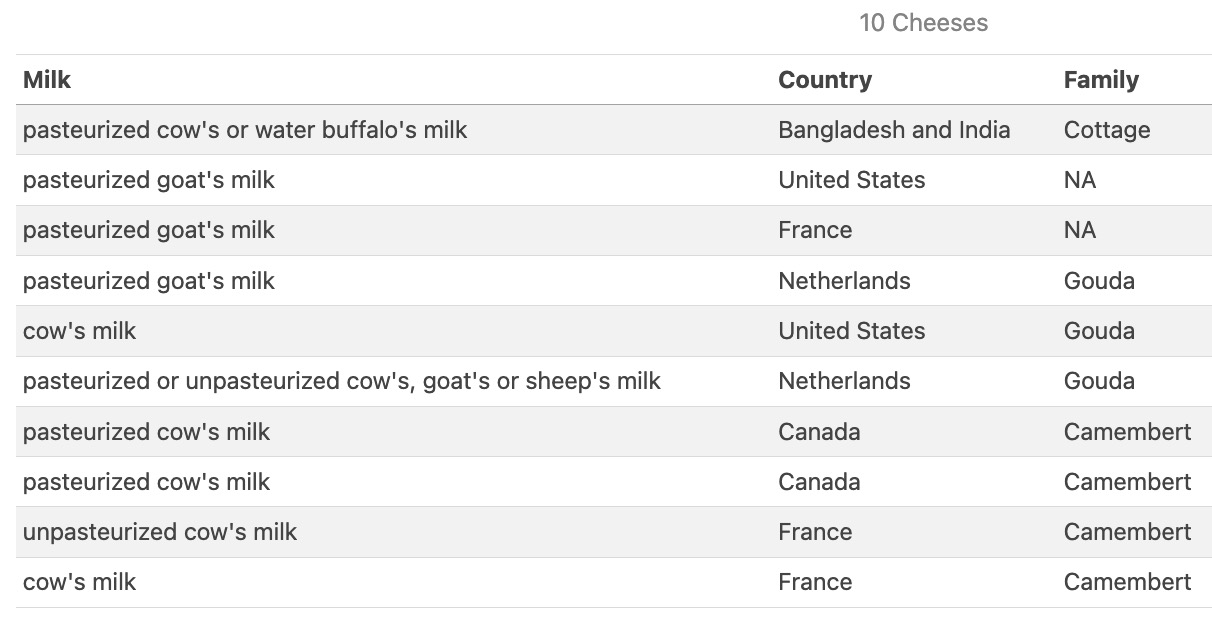 10 Cheeses
Milk Country Family
pasteurized cow's or water buffalo's milk Bangladesh and India Cottage
pasteurized goat's milk United States NA
pasteurized goat's milk France NA
pasteurized goat's milk Netherlands Gouda
cow's milk United States Gouda
pasteurized or unpasteurized cow's, goat's or sheep's milk Netherlands Gouda
pasteurized cow's milk Canada Camembert
pasteurized cow's milk Canada Camembert
unpasteurized cow's milk France Camembert
cow's milk France Camembert